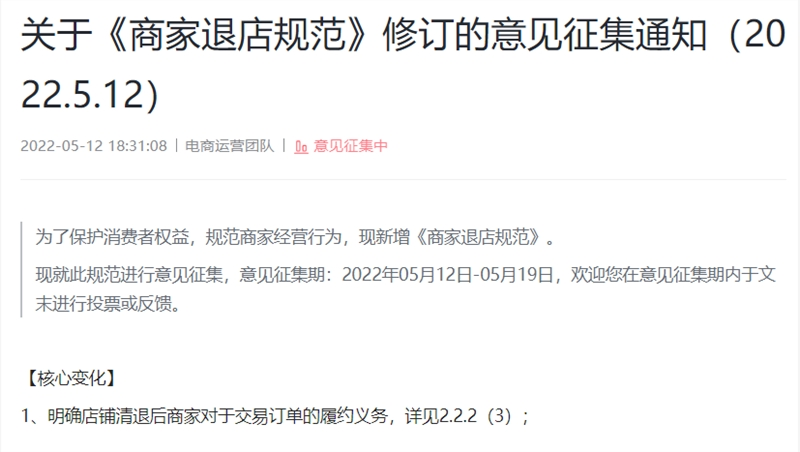 关于《商家退店规范》修订的意见征集通知（20
22.5.12）
2022-05-12 18:31:08 | 电商运营团队 | 意见征集中
为了保护消费者权益，规范商家经营行为，现新增《商家退店规范》。
现就此规范进行意见征集，意见征集期：2022年05月12日-05月19日，欢迎您在意见征集期内于文
末进行投票或反馈。
【核心变化】
1、明确店铺清退后商家对于交易订单的履约义务，详见2.2.2（3）；